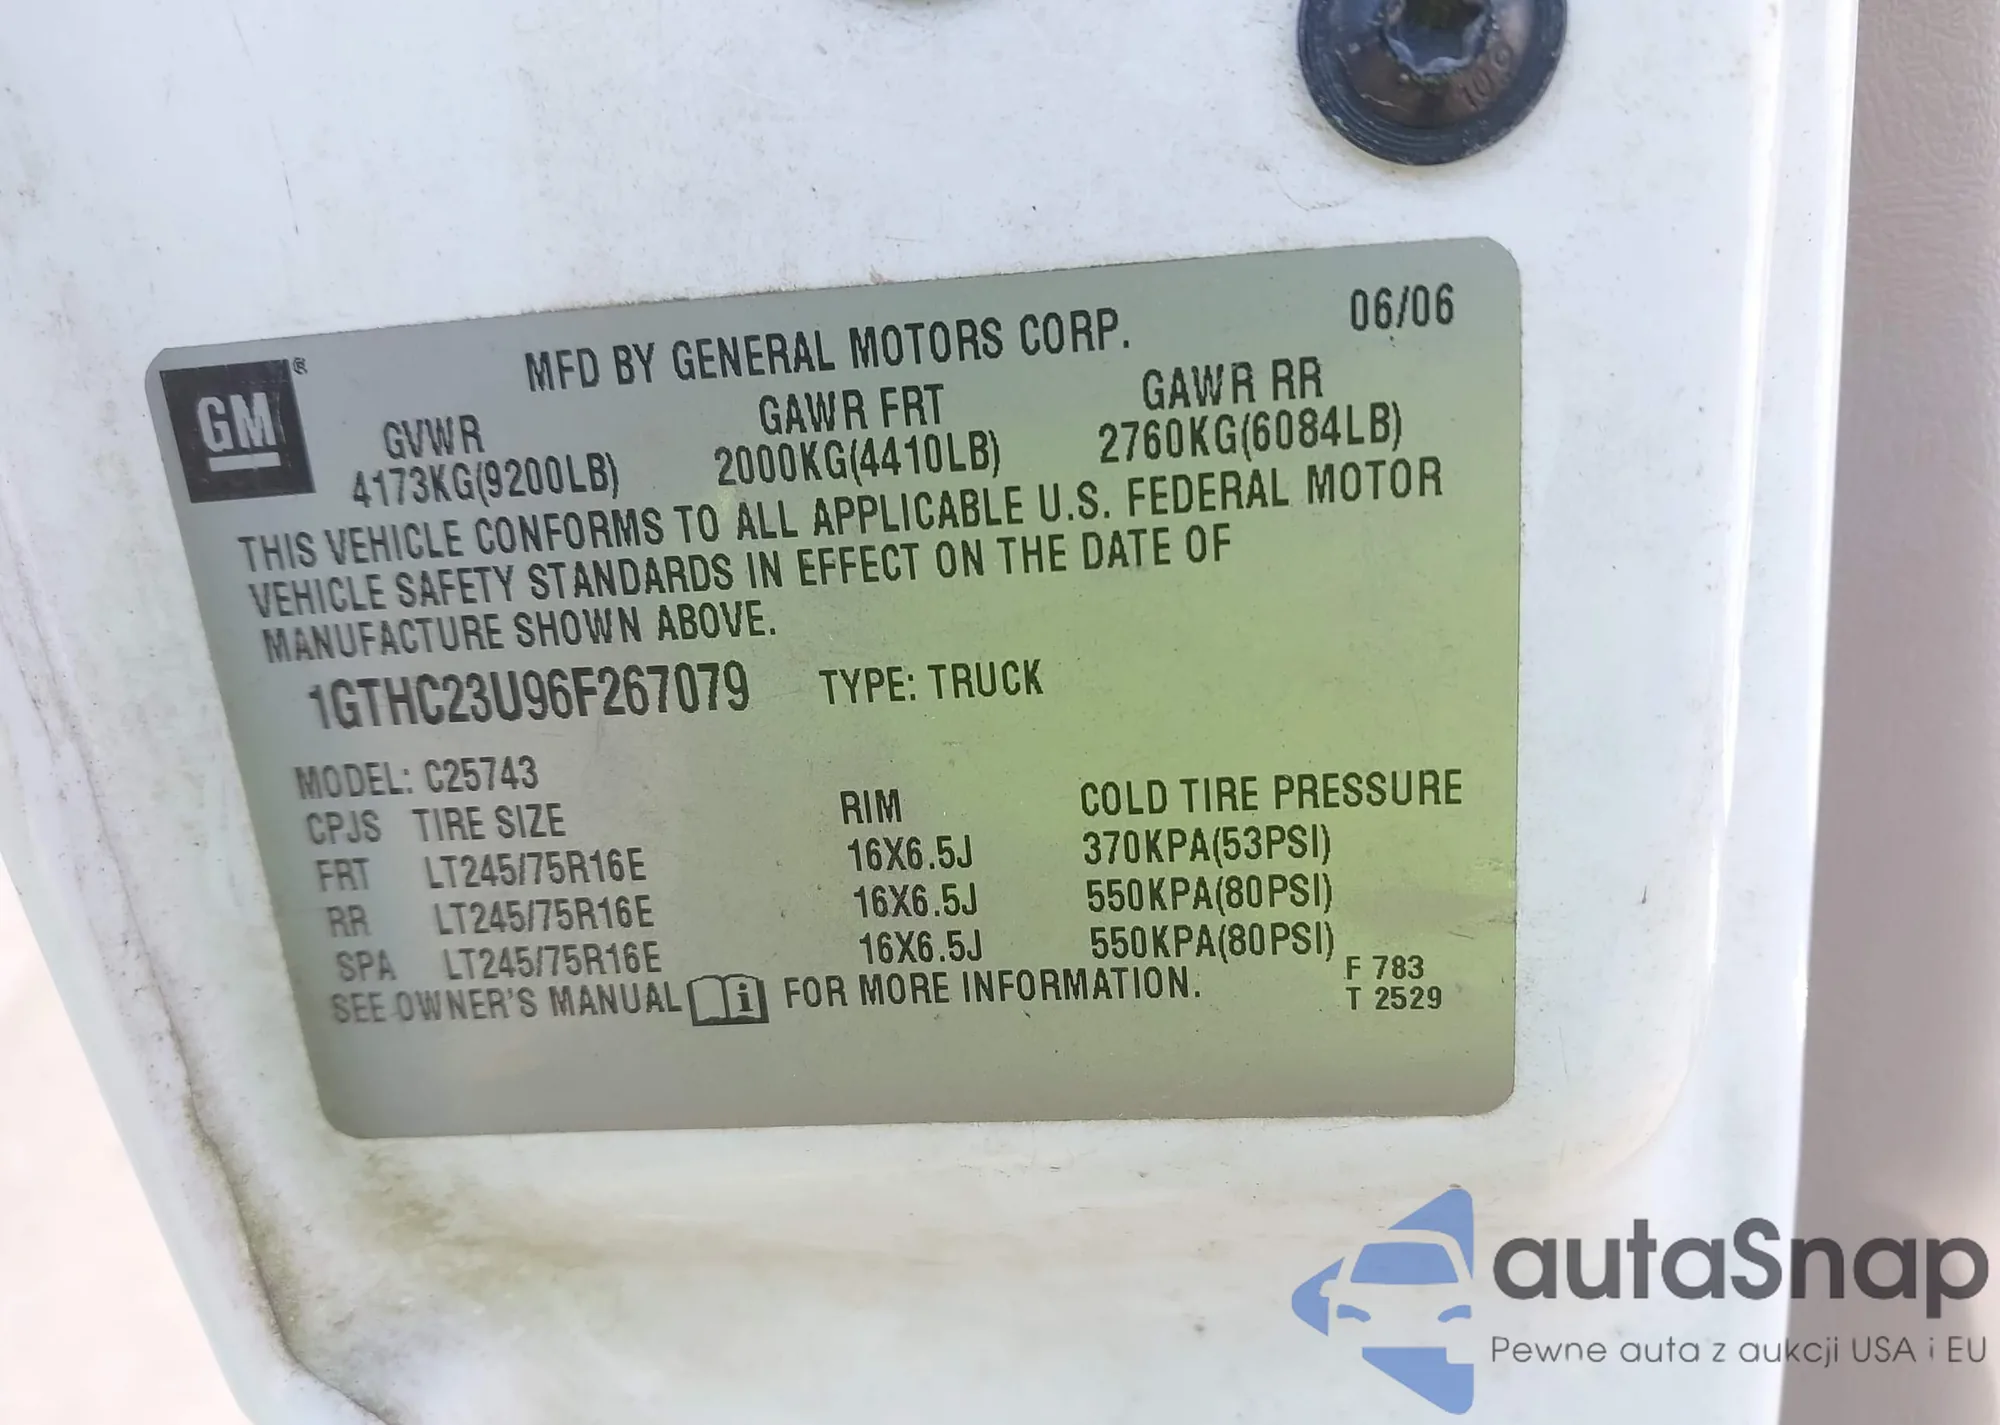 MFD BY GENERAL MOTORS CORP. 06/06
GM ®
GVWR GAWR FRT GAWR RR
4173KG(9200LB) 2000KG(4410LB) 2760KG(6084LB)
THIS VEHICLE CONFORMS TO ALL APPLICABLE U.S. FEDERAL MOTOR
VEHICLE SAFETY STANDARDS IN EFFECT ON THE DATE OF
MANUFACTURE SHOWN ABOVE.
1GTHC23U96F267079 TYPE: TRUCK
MODEL: C25743
CPJS TIRE SIZE RIM COLD TIRE PRESSURE
FRT LT245/75R16E 16X6.5J 370KPA(53PSI)
RR LT245/75R16E 16X6.5J 550KPA(80PSI)
SPA LT245/75R16E 16X6.5J 550KPA(80PSI)
SEE OWNER'S MANUAL i FOR MORE INFORMATION.
F 783
T 2529
autaSnap
Pewne auta z aukcji USA i EU